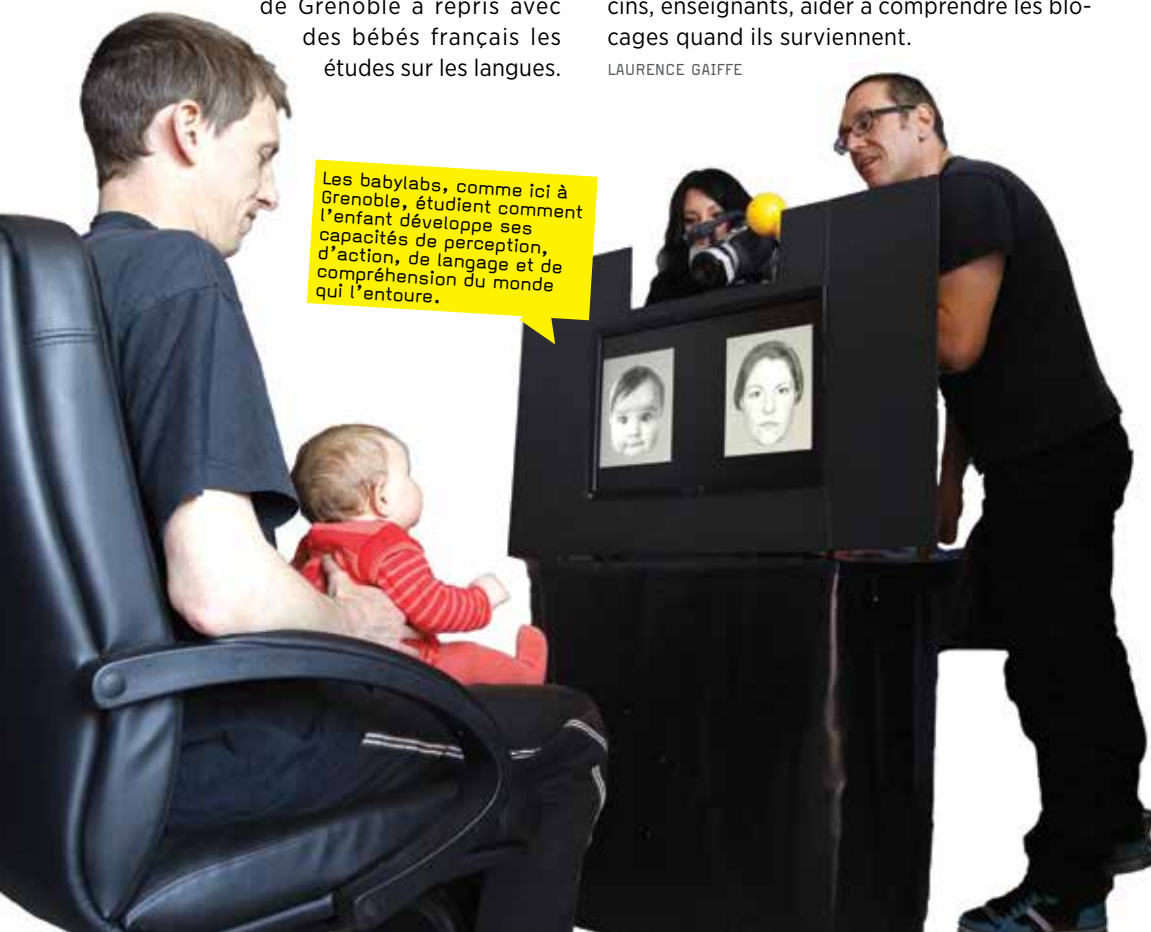 de Grenoble a repris avec
des bébés français les
études sur les langues.
cins, enseignants, aider à comprendre les blo-
cages quand ils surviennent.
LAURENCE GAIFFE
Les babylabs, comme ici à
Grenoble, étudient comment
l'enfant développe ses
capacités de perception,
d'action, de langage et de
compréhension du monde
qui l'entoure.